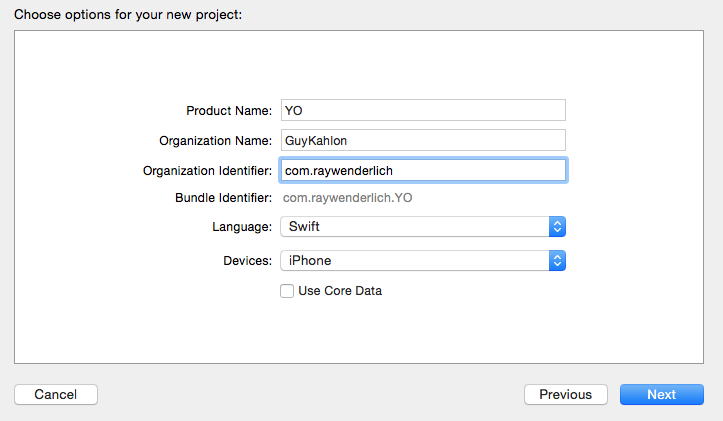 Choose options for your new project:
Product Name: YO
Organization Name: GuyKahlon
Organization Identifier: com.raywenderlich
Bundle Identifier: com.raywenderlich.YO
Language: Swift
Devices: iPhone
Use Core Data
Cancel Previous Next